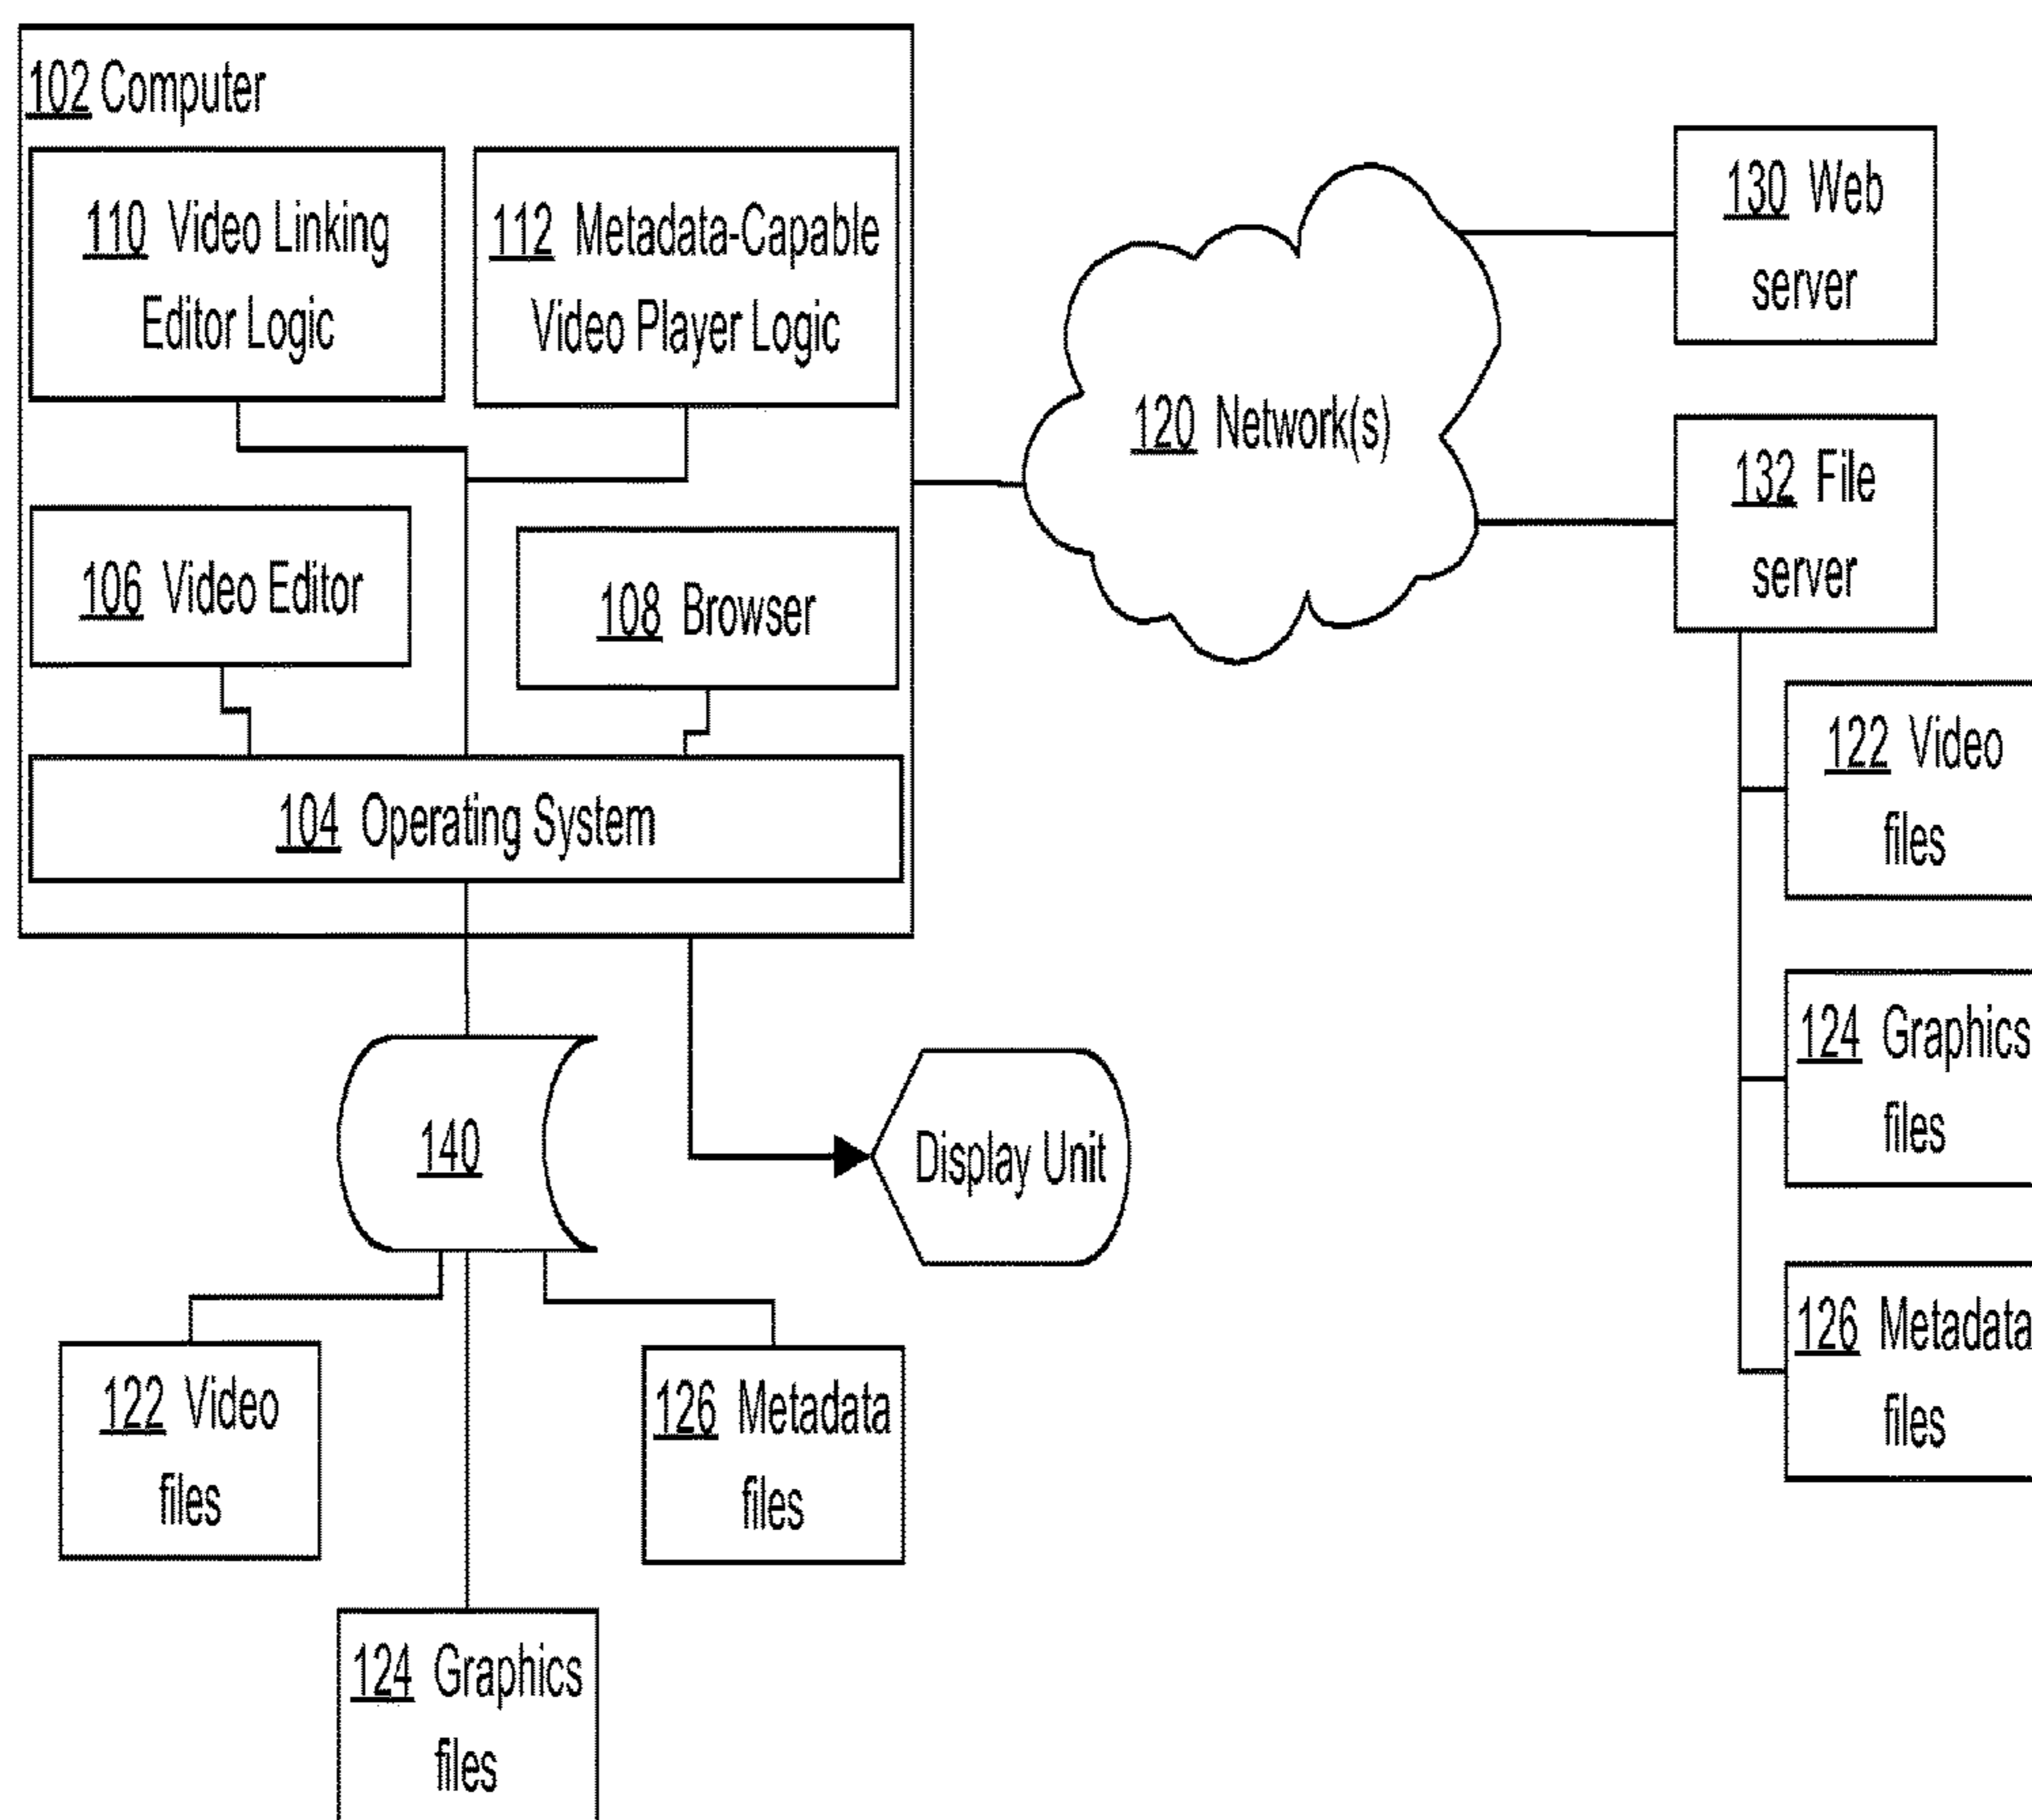 102 Computer
110 Video Linking
Editor Logic
112 Metadata-Capable
Video Player Logic
106 Video Editor
108 Browser
104 Operating System
120 Network(s)
130 Web
server
132 File
server
122 Video
files
124 Graphics
files
126 Metadata
files
140
Display Unit
122 Video
files
126 Metadata
files
124 Graphics
files